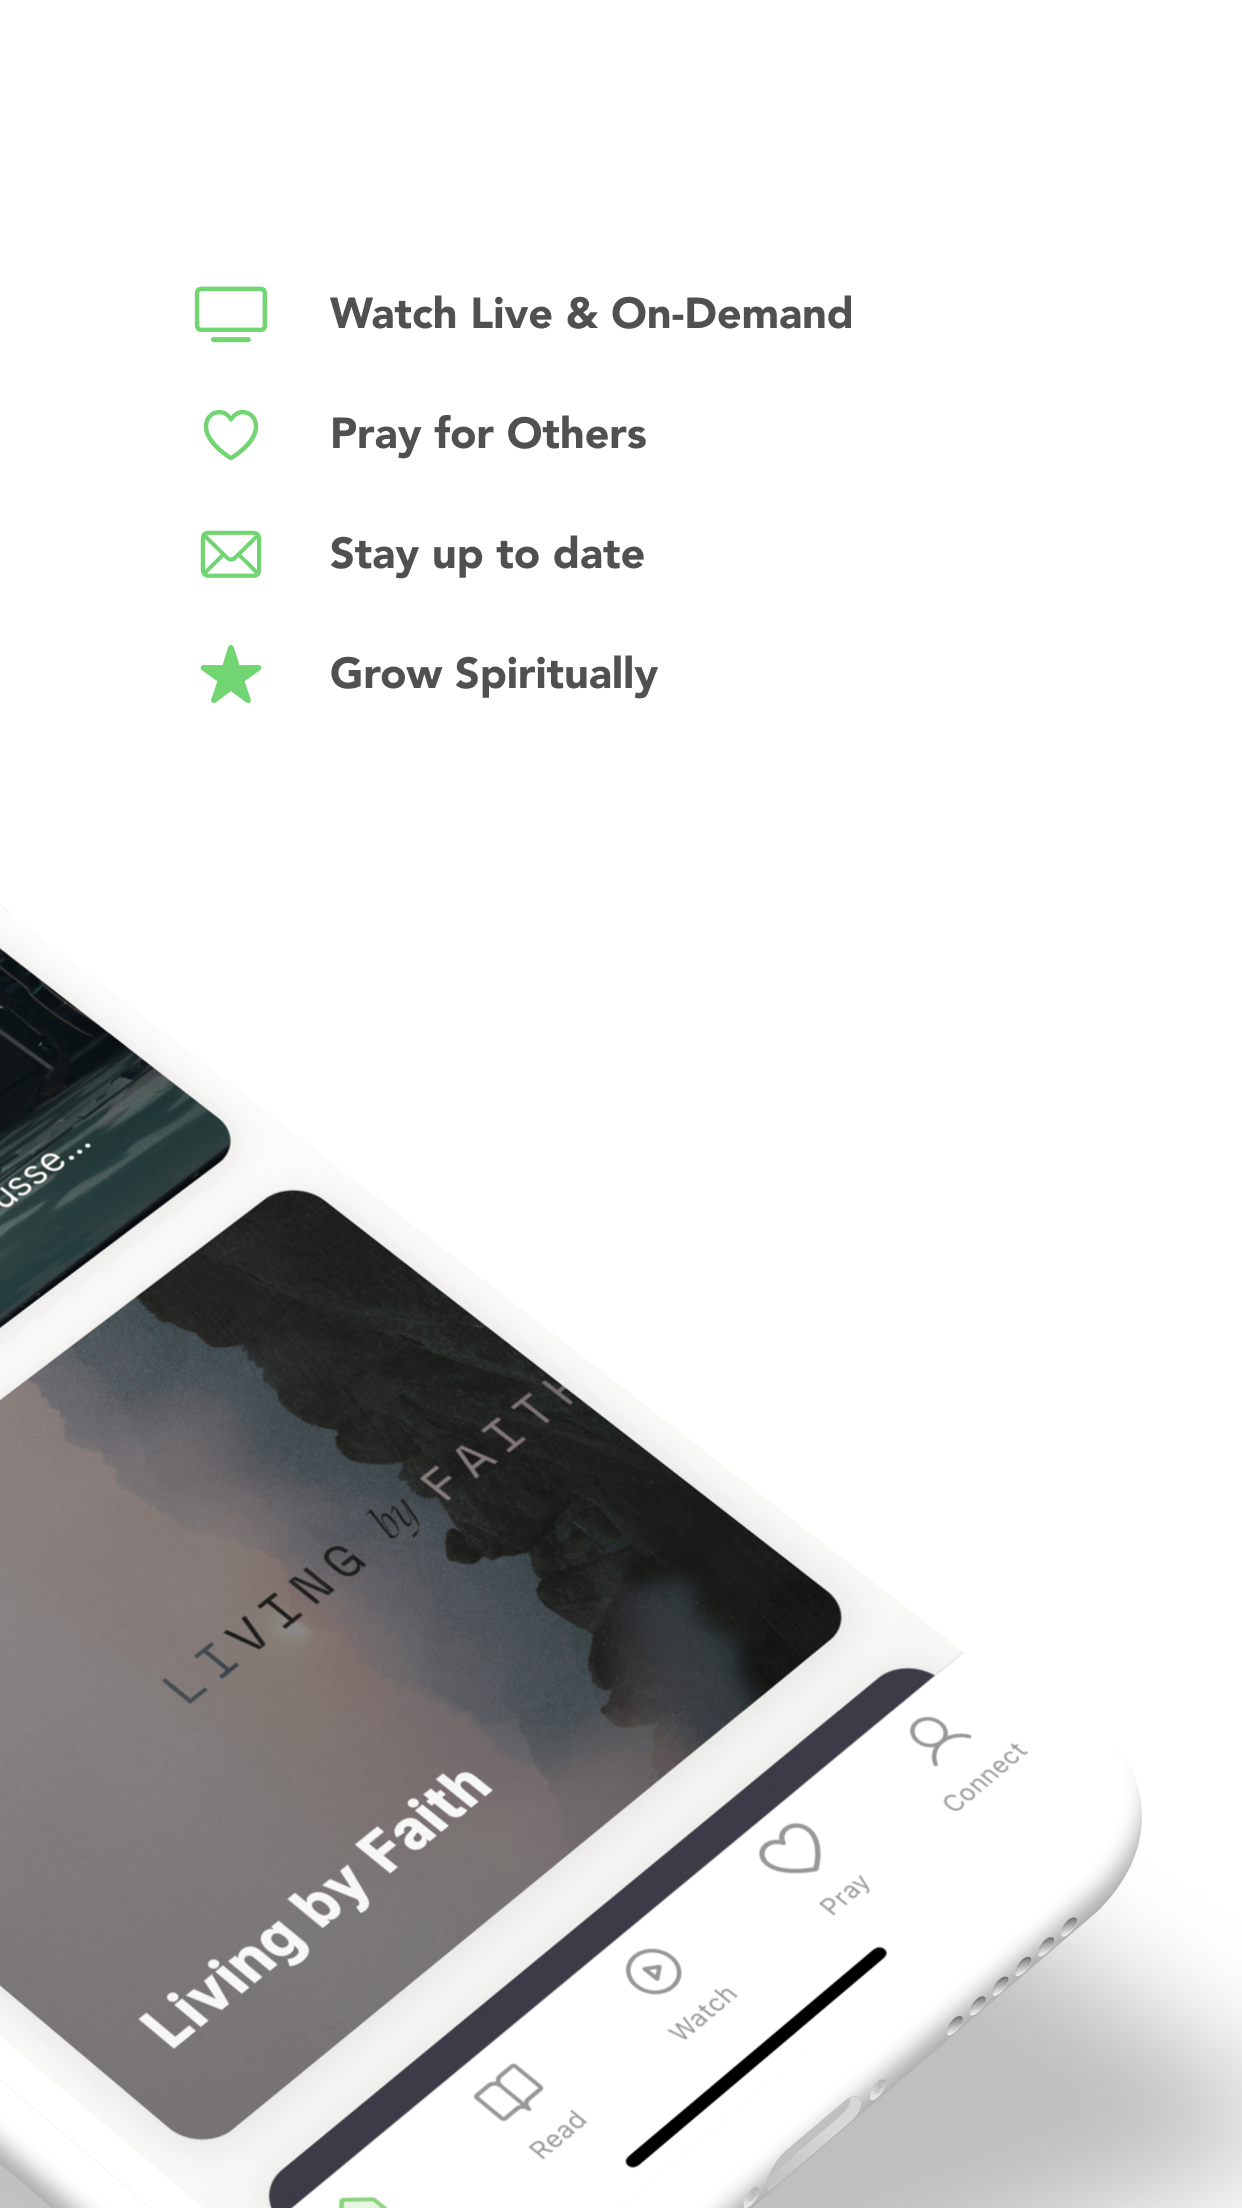 Watch Live & On-Demand
Pray for Others
Stay up to date
Grow Spiritually
LIVING by FAITH
Living by Faith
Read
Watch
Pray
Connect